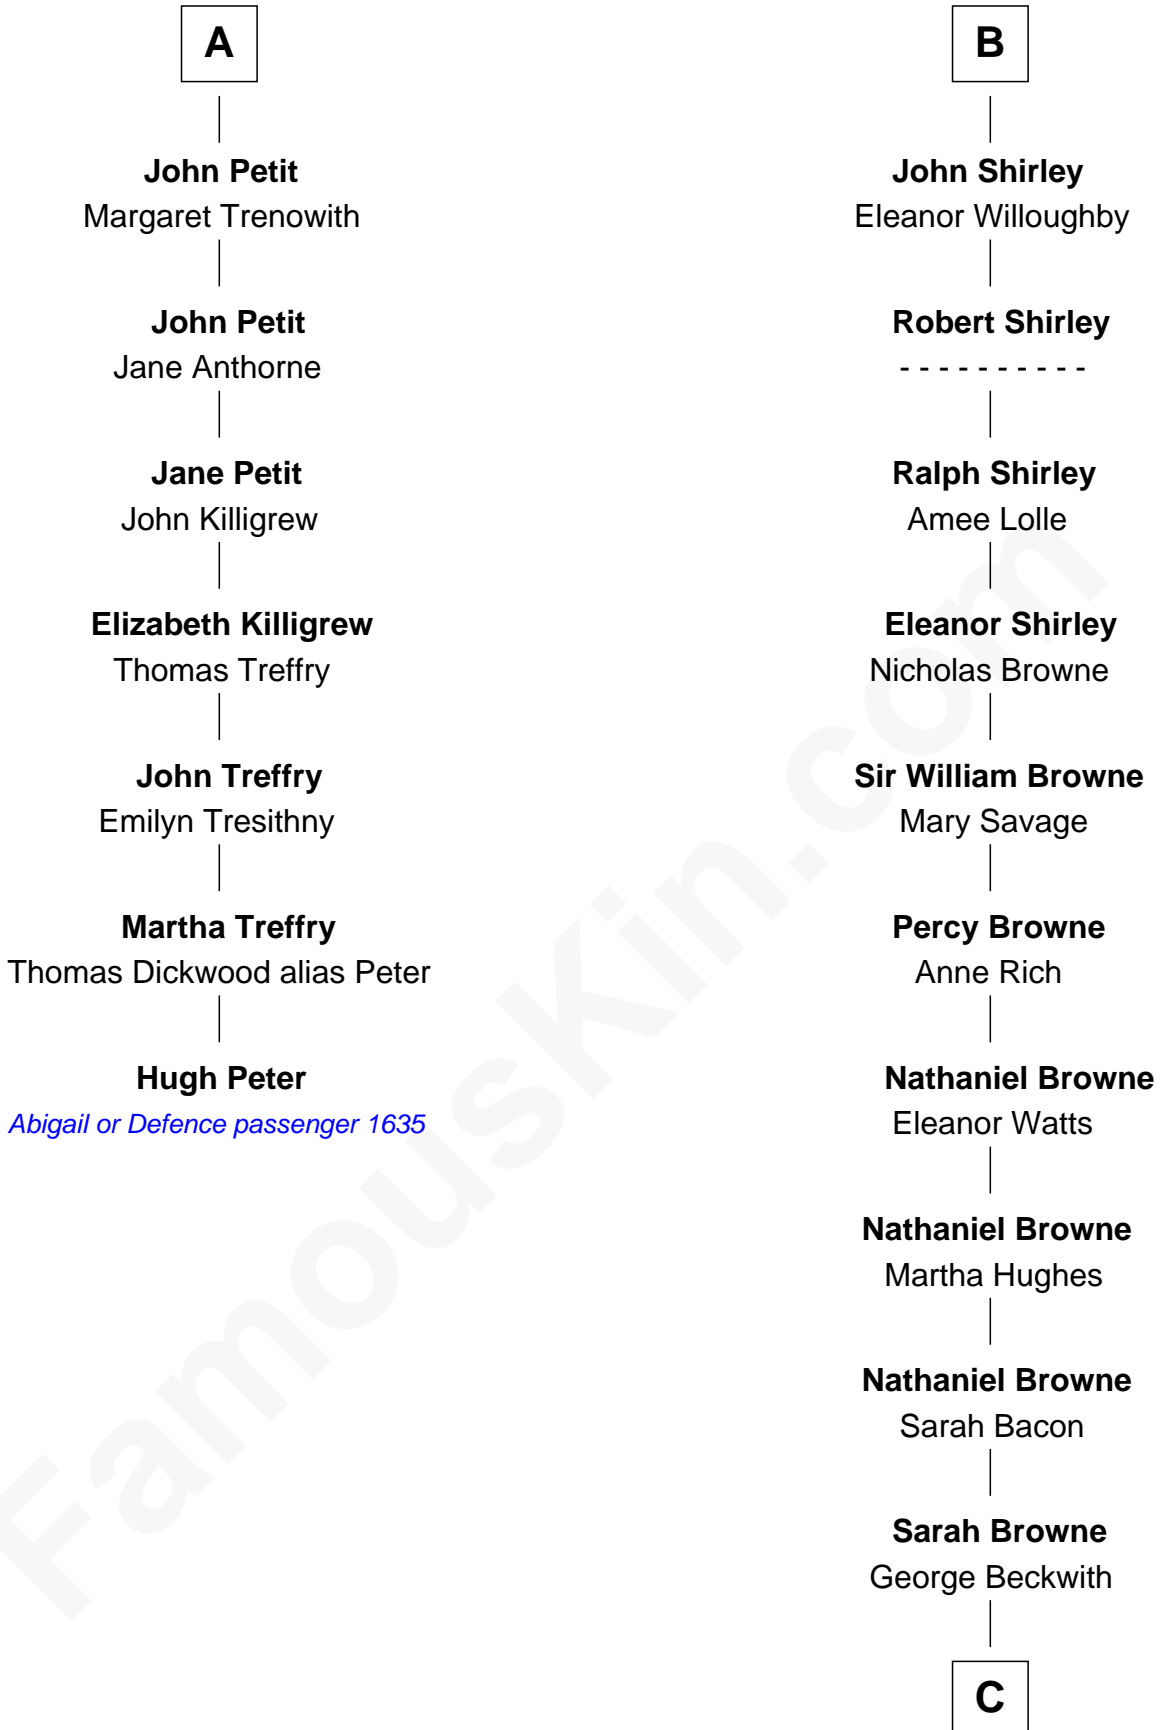 A
John Petit
Margaret Trenowith
John Petit
Jane Anthorne
Jane Petit
John Killigrew
Elizabeth Killigrew
Thomas Treffry
John Treffry
Emilyn Tresithny
Martha Treffry
Thomas Dickwood alias Peter
Hugh Peter
Abigail or Defence passenger 1635
B
John Shirley
Eleanor Willoughby
Robert Shirley
- - - - - - - - - -
Ralph Shirley
Amee Lolle
Eleanor Shirley
Nicholas Browne
Sir William Browne
Mary Savage
Percy Browne
Anne Rich
Nathaniel Browne
Eleanor Watts
Nathaniel Browne
Martha Hughes
Nathaniel Browne
Sarah Bacon
Sarah Browne
George Beckwith
C
FamousKin.com